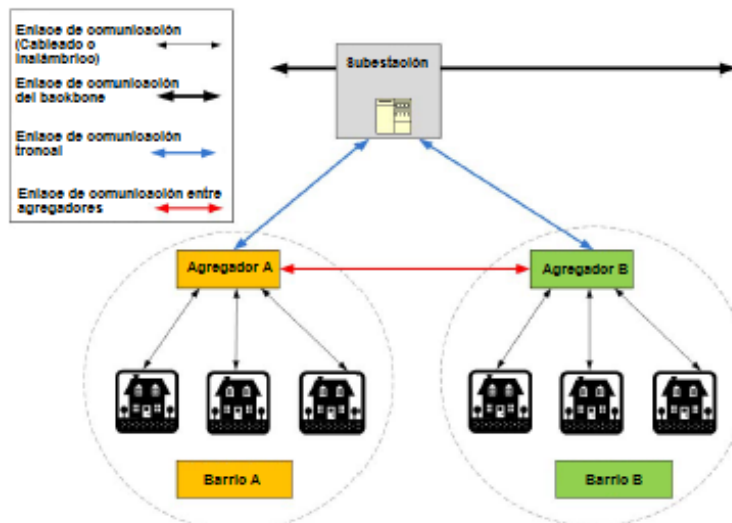 Enlace de comunicación
(Cableado o
Inalámbrico)
Enlace de comunicación
del backbone
Enlace de comunicación
troncal
Enlace de comunicación entre
agregadores
Subestación
Agregador A
Agregador B
Barrio A
Barrio B